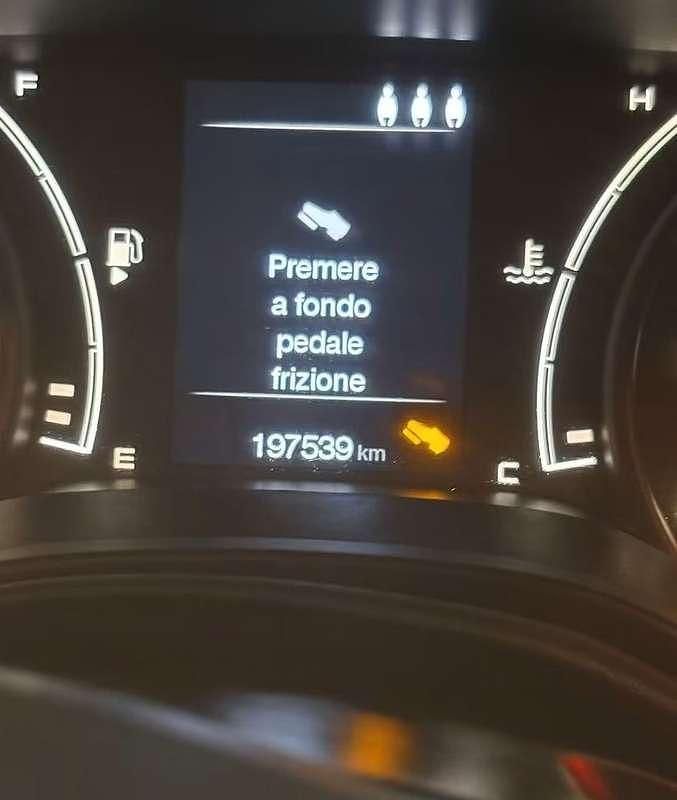 F
H
Premere
a fondo
pedale
frizione
197539 km
E
C